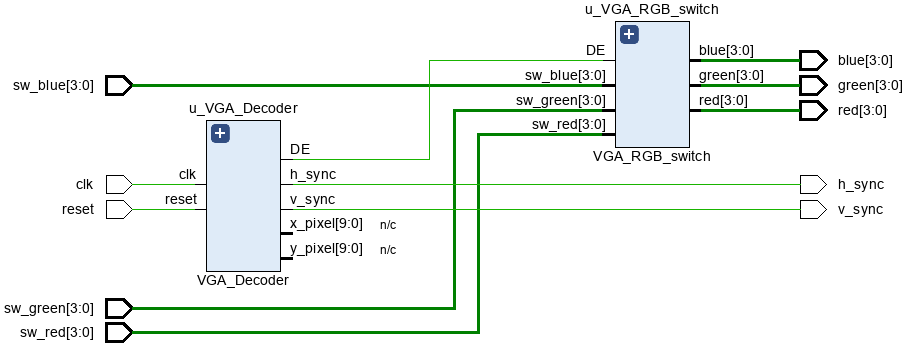 u_VGA_RGB_switch
DE
blue[3:0]
blue[3:0]
sw_blue[3:0]
sw_blue[3:0]
green[3:0]
green[3:0]
sw_green[3:0]
red[3:0]
red[3:0]
u_VGA_Decoder
sw_red[3:0]
DE
VGA_RGB_switch
clk
clk
h_sync
h_sync
reset
reset
v_sync
v_sync
x_pixel[9:0] n/c
y_pixel[9:0] n/c
VGA_Decoder
sw_green[3:0]
sw_red[3:0]